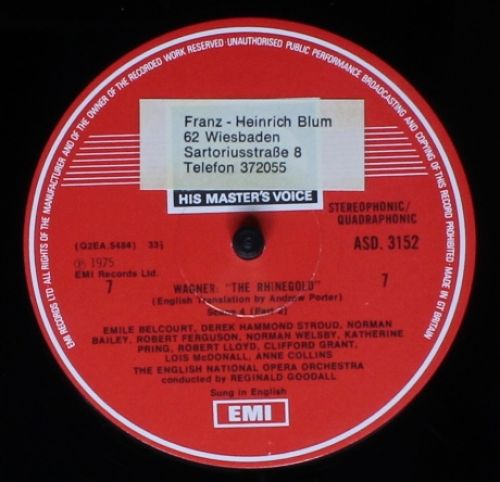 EMI RECORDS LTD ALL RIGHTS OF THE MANUFACTURER AND OF THE OWNER OF THE RECORDED WORK RESERVED · UNAUTHORISED PUBLIC PERFORMANCE BROADCASTING AND COPYING OF THIS RECORD PROHIBITED · MADE IN GT BRITAIN
Franz - Heinrich Blum
62 Wiesbaden
Sartoriusstraße 8
Telefon 372055
HIS MASTER'S VOICE
STEREOPHONIC/
QUADRAPHONIC
(Q2EA.5484) 33⅓
ASD. 3152
℗ 1975
EMI Records Ltd.
7
7
WAGNER: "THE RHINEGOLD"
(English Translation by Andrew Porter)
Scene 4 (Part
EMILE BELCOURT, DEREK HAMMOND STROUD, NORMAN
BAILEY, ROBERT FERGUSON, NORMAN WELSBY, KATHERINE
PRING, ROBERT LLOYD, CLIFFORD GRANT,
LOIS McDONALL, ANNE COLLINS
THE ENGLISH NATIONAL OPERA ORCHESTRA
conducted by REGINALD GOODALL
Sung in English
EMI